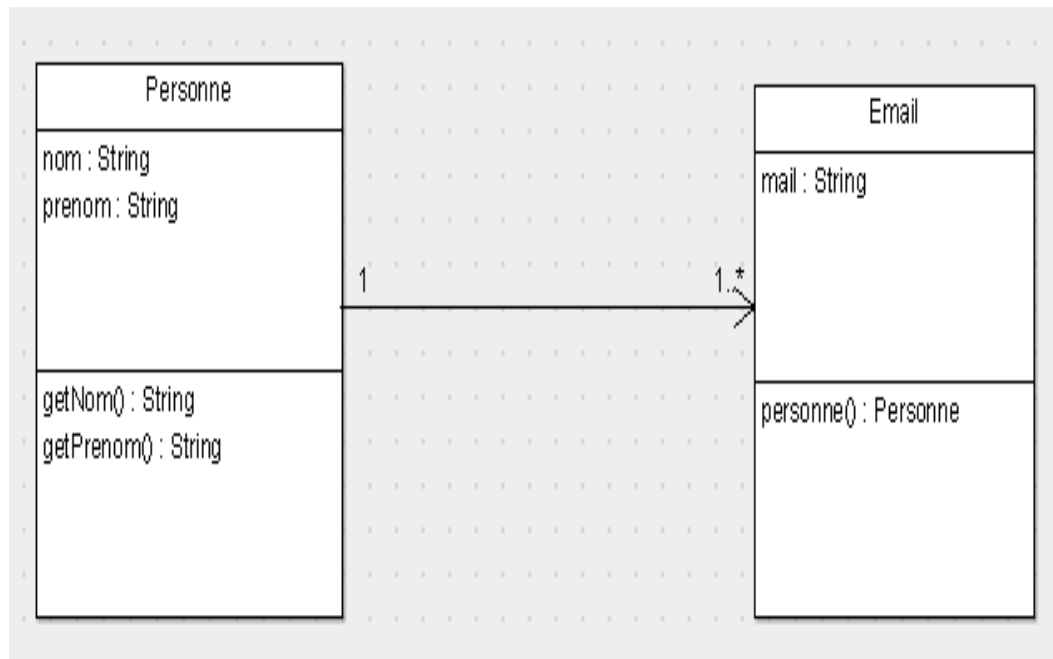 Personne
nom : String
prenom : String
getNom() : String
getPrenom() : String
1
1..*
Email
mail : String
personne() : Personne